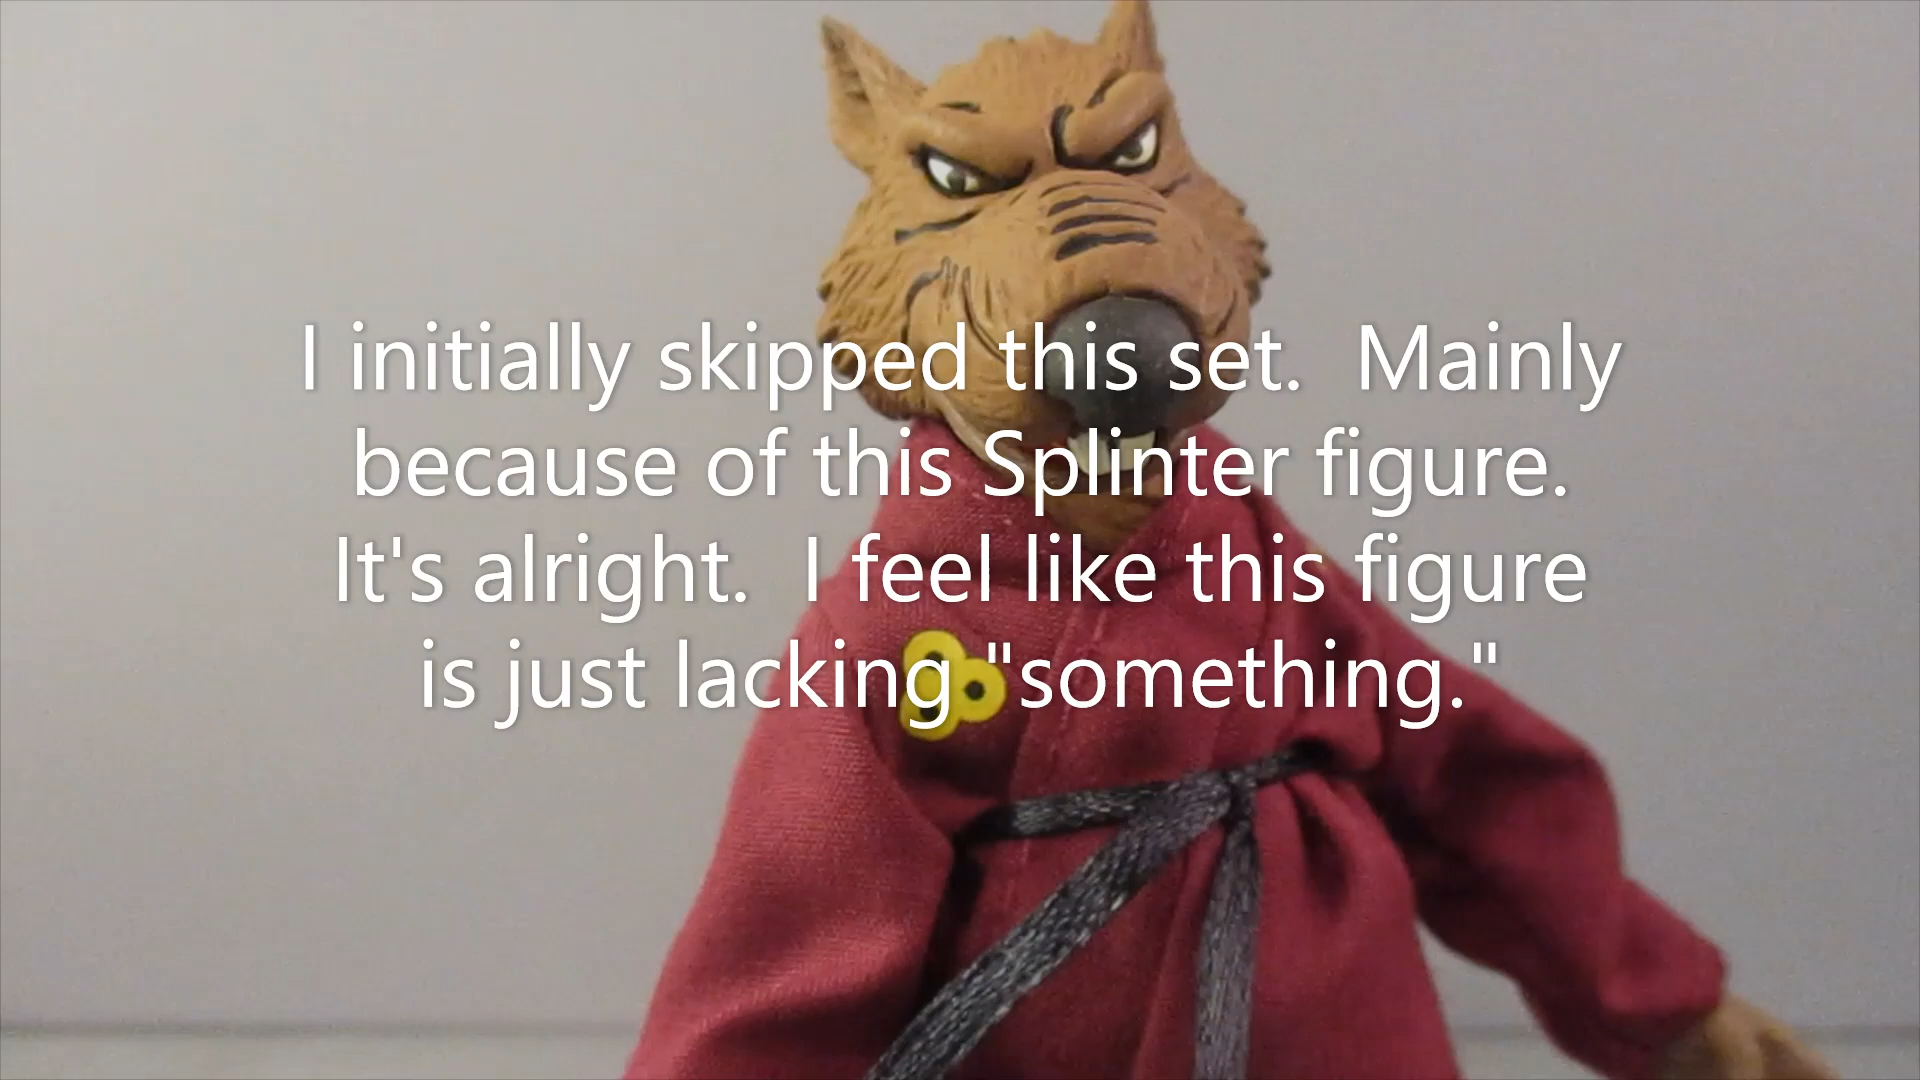 I initially skipped this set.  Mainly
because of this Splinter figure.
It's alright.  I feel like this figure
is just lacking "something."